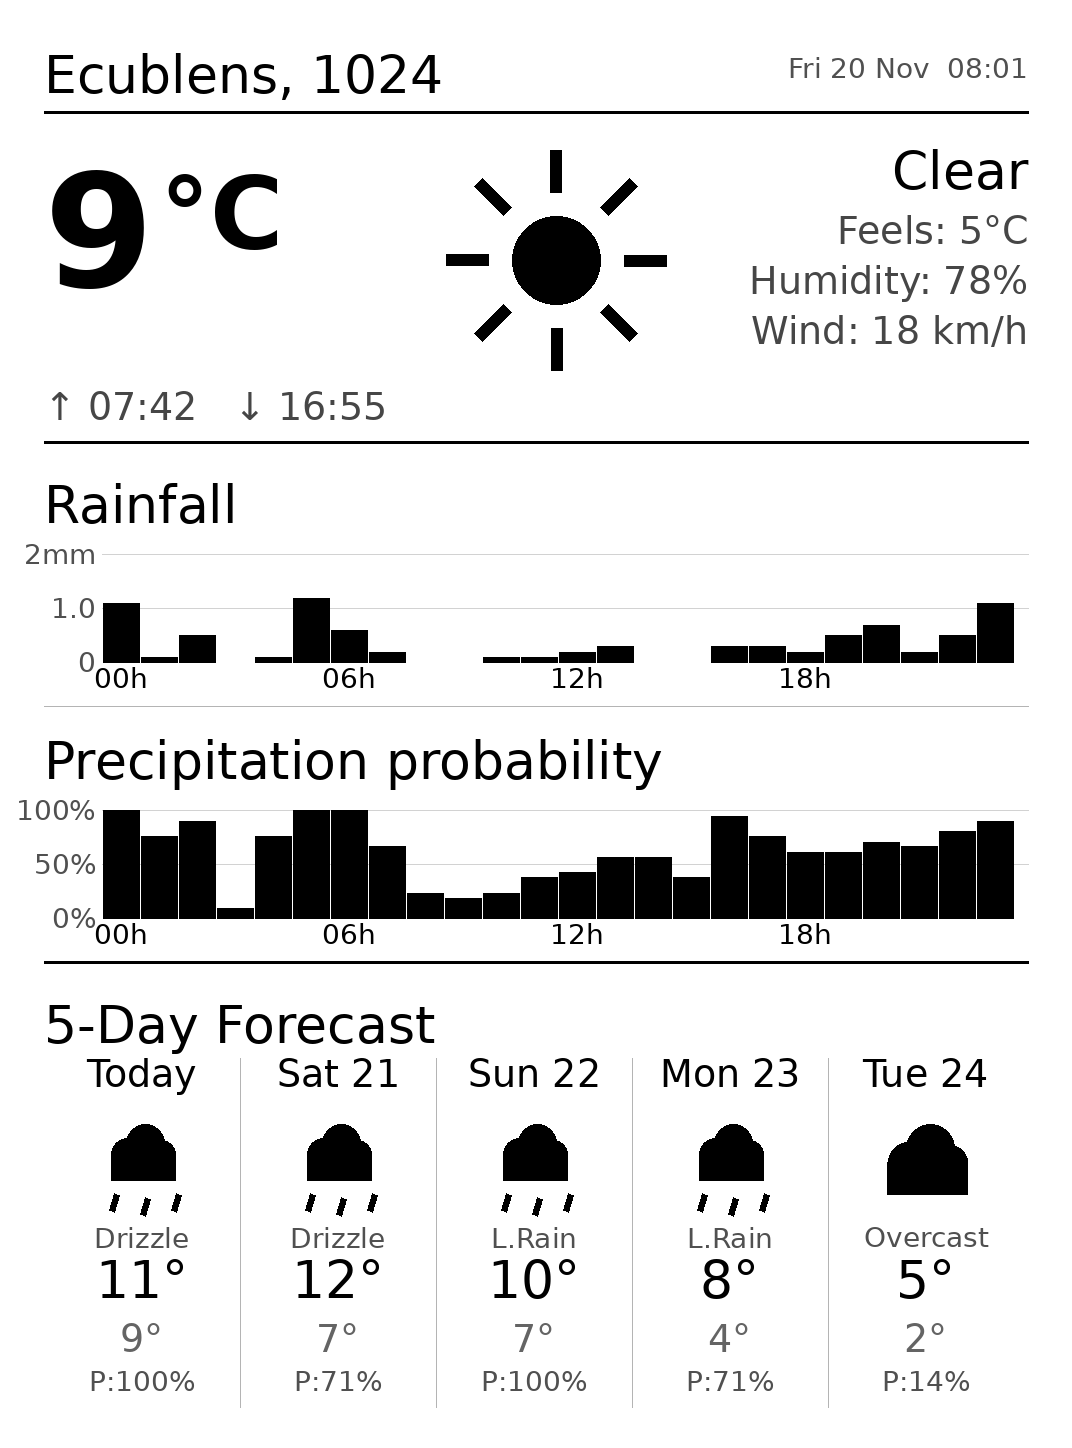 Ecublens, 1024
Fri 20 Nov  08:01
9°C
Clear
Feels: 5°C
Humidity: 78%
Wind: 18 km/h
↑ 07:42   ↓ 16:55
Rainfall
2mm
1.0
0
00h 06h 12h 18h
Precipitation probability
100%
50%
0%
00h 06h 12h 18h
5-Day Forecast
Today Sat 21 Sun 22 Mon 23 Tue 24
Drizzle Drizzle L.Rain L.Rain Overcast
11° 12° 10° 8° 5°
9° 7° 7° 4° 2°
P:100% P:71% P:100% P:71% P:14%